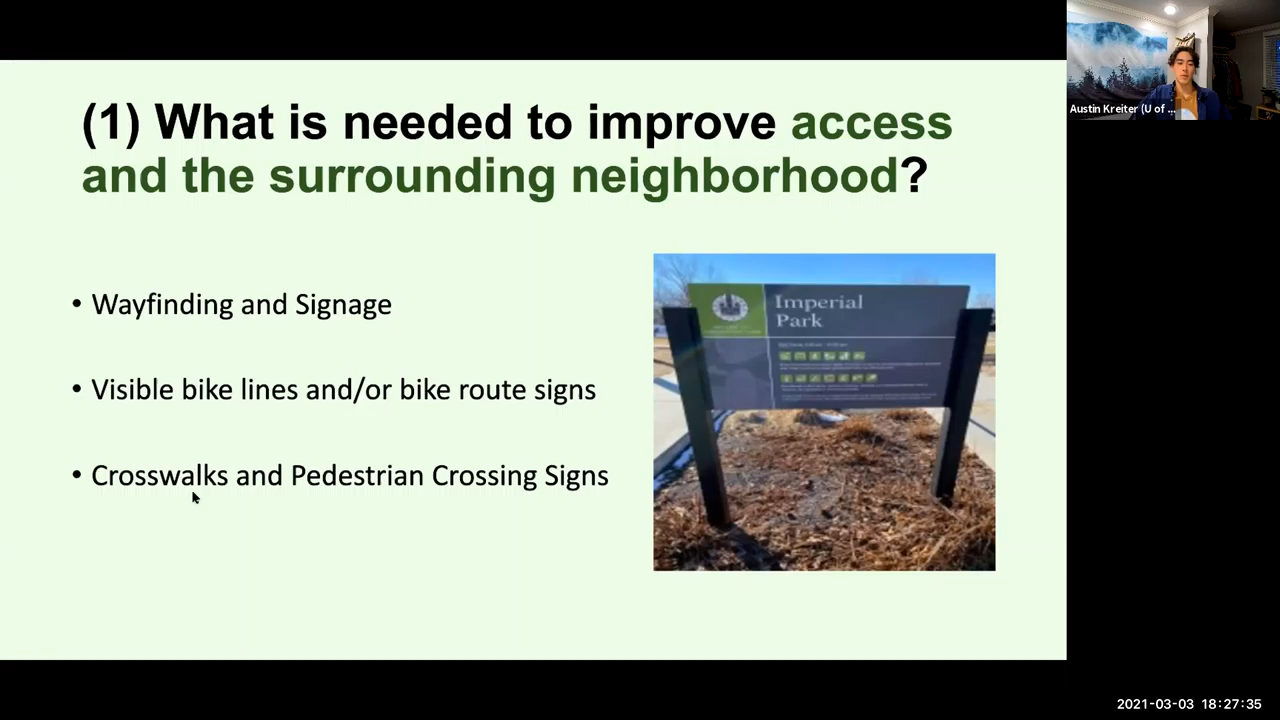 (1) What is needed to improve access
and the surrounding neighborhood?
• Wayfinding and Signage
• Visible bike lines and/or bike route signs
• Crosswalks and Pedestrian Crossing Signs
Imperial
Park
Austin Kreiter (U of ...
2021-03-03 18:27:35